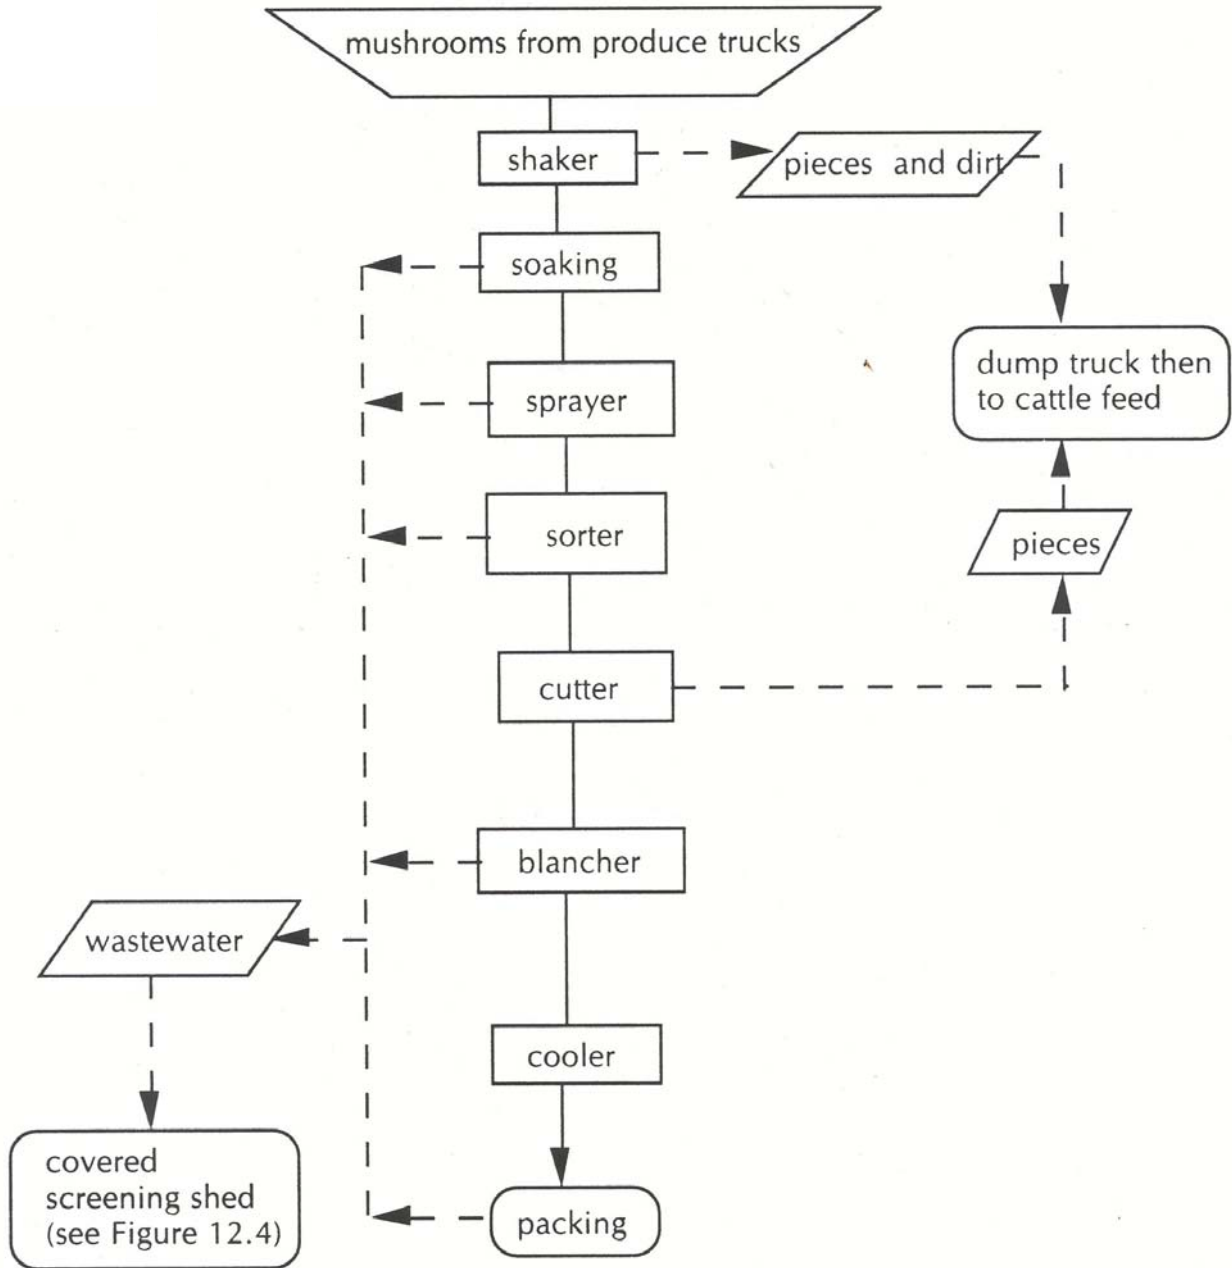 mushrooms from produce trucks
shaker
pieces and dirt
soaking
sprayer
dump truck then
to cattle feed
sorter
pieces
cutter
blancher
wastewater
cooler
covered
screening shed
(see Figure 12.4)
packing